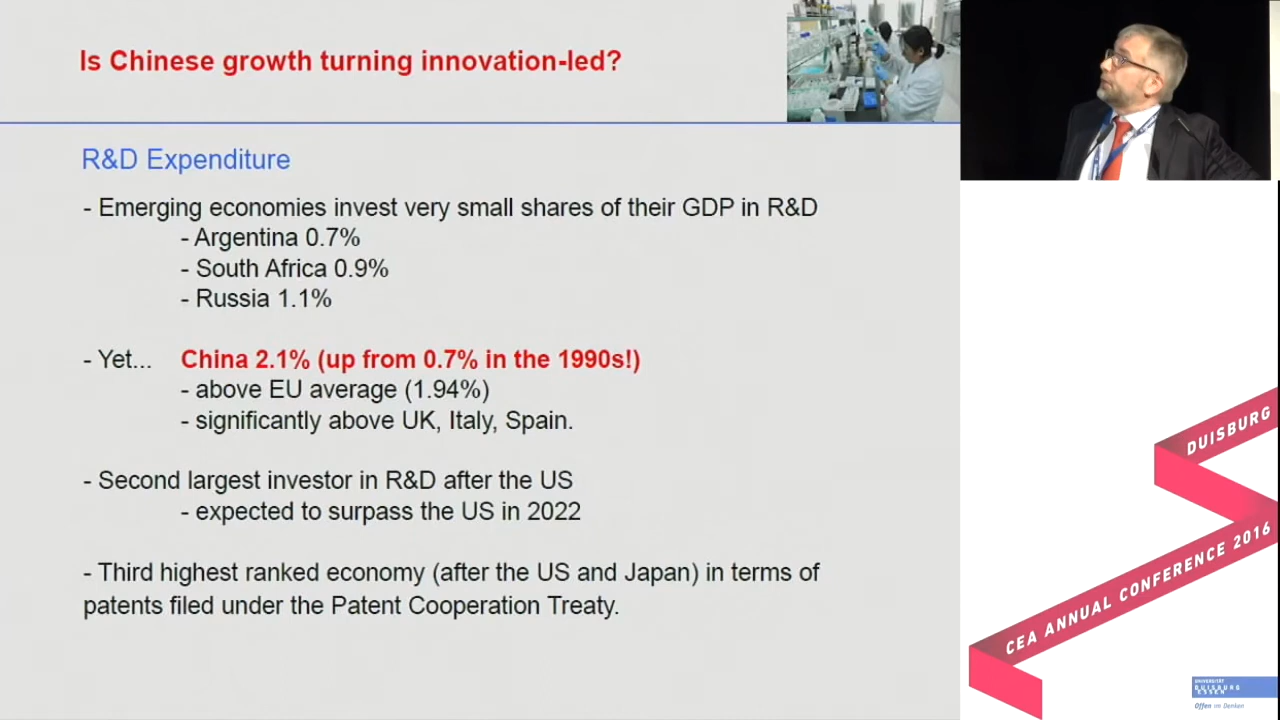 Is Chinese growth turning innovation-led?
R&D Expenditure
- Emerging economies invest very small shares of their GDP in R&D
- Argentina 0.7%
- South Africa 0.9%
- Russia 1.1%
- Yet... China 2.1% (up from 0.7% in the 1990s!)
- above EU average (1.94%)
- significantly above UK, Italy, Spain.
- Second largest investor in R&D after the US
- expected to surpass the US in 2022
- Third highest ranked economy (after the US and Japan) in terms of
patents filed under the Patent Cooperation Treaty.
DUISBURG
CEA ANNUAL CONFERENCE 2016
UNIVERSITÄT
DUISBURG
ESSEN
Offen im Denken